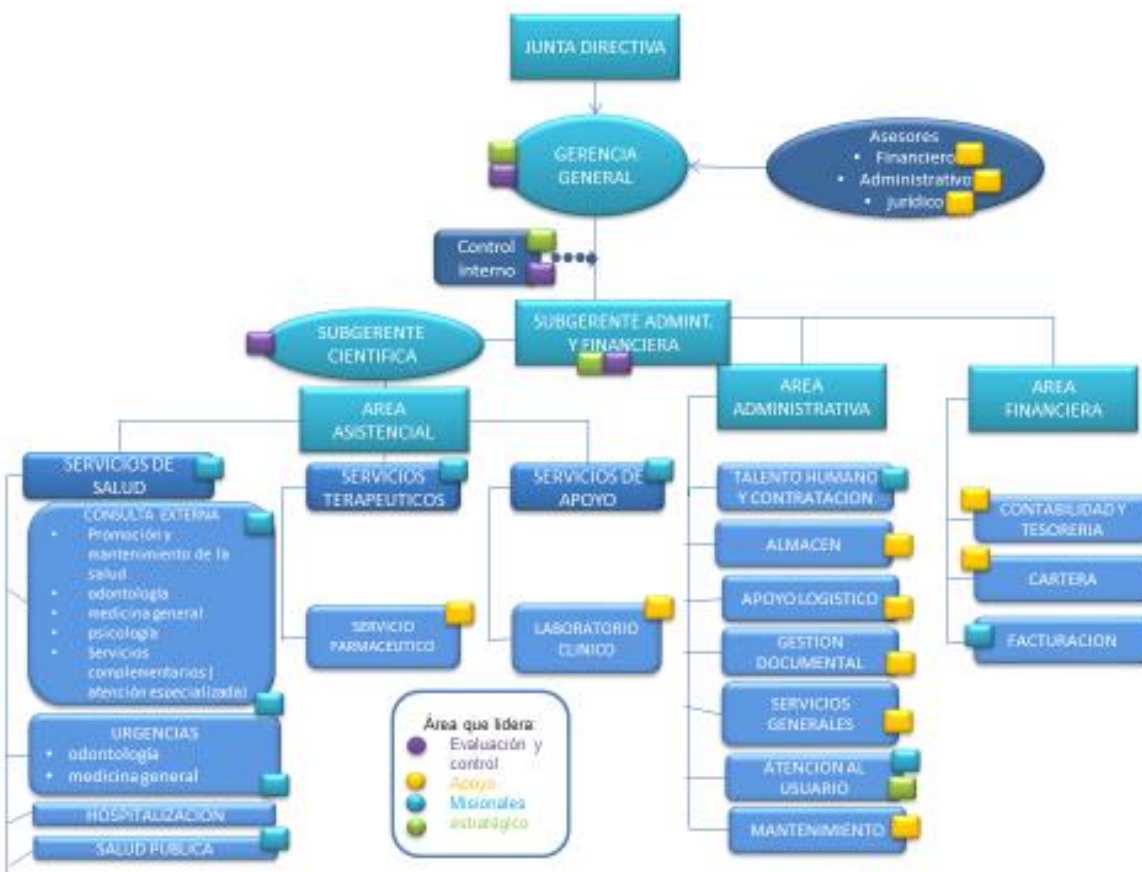 JUNTA DIRECTIVA
GERENCIA
GENERAL
Asesores
• Financiero
• Administrativo
• jurídico
Control
Interno
SUBGERENTE
CIENTIFICA
SUBGERENTE ADMINT.
Y FINANCIERA
AREA
ASISTENCIAL
AREA
ADMINISTRATIVA
AREA
FINANCIERA
SERVICIOS DE
SALUD
SERVICIOS
TERAPEUTICOS
SERVICIOS DE
APOYO
CONSULTA EXTERNA
• Promoción y
mantenimiento de la
salud
• odontología
• medicina general
• psicología
• Servicios
complementarios (
atención especializada)
URGENCIAS
• odontología
• medicina general
HOSPITALIZACION
SALUD PUBLICA
SERVICIO
FARMACEUTICO
LABORATORIO
CLINICO
TALENTO HUMANO
Y CONTRATACION
ALMACEN
APOYO LOGISTICO
GESTION
DOCUMENTAL
SERVICIOS
GENERALES
ATENCION AL
USUARIO
MANTENIMIENTO
CONTABILIDAD Y
TESORERIA
CARTERA
FACTURACION
Área que lidera:
Evaluación y
control
Apoyo
Misionales
estratégico